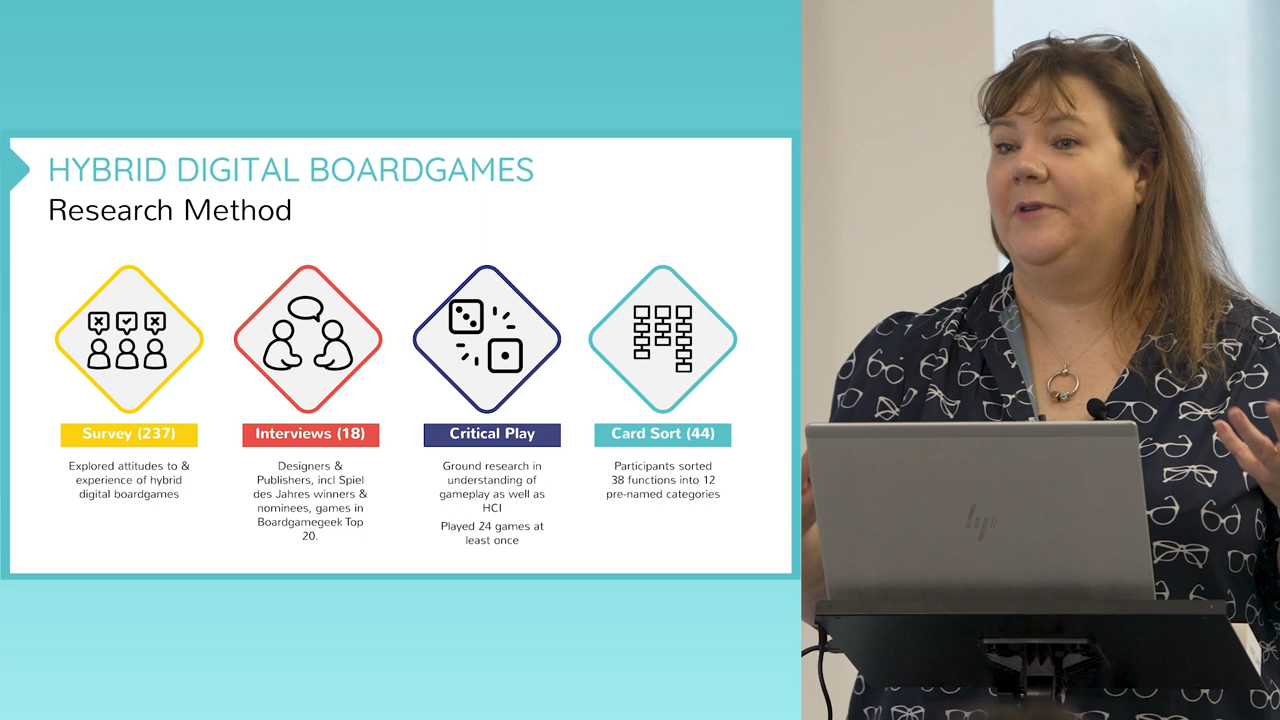 HYBRID DIGITAL BOARDGAMES
Research Method
Survey (237)
Explored attitudes to &
experience of hybrid
digital boardgames
Interviews (18)
Designers &
Publishers, incl Spiel
des Jahres winners &
nominees, games in
Boardgamegeek Top
20.
Critical Play
Ground research in
understanding of
gameplay as well as
HCI
Played 24 games at
least once
Card Sort (44)
Participants sorted
38 functions into 12
pre-named categories